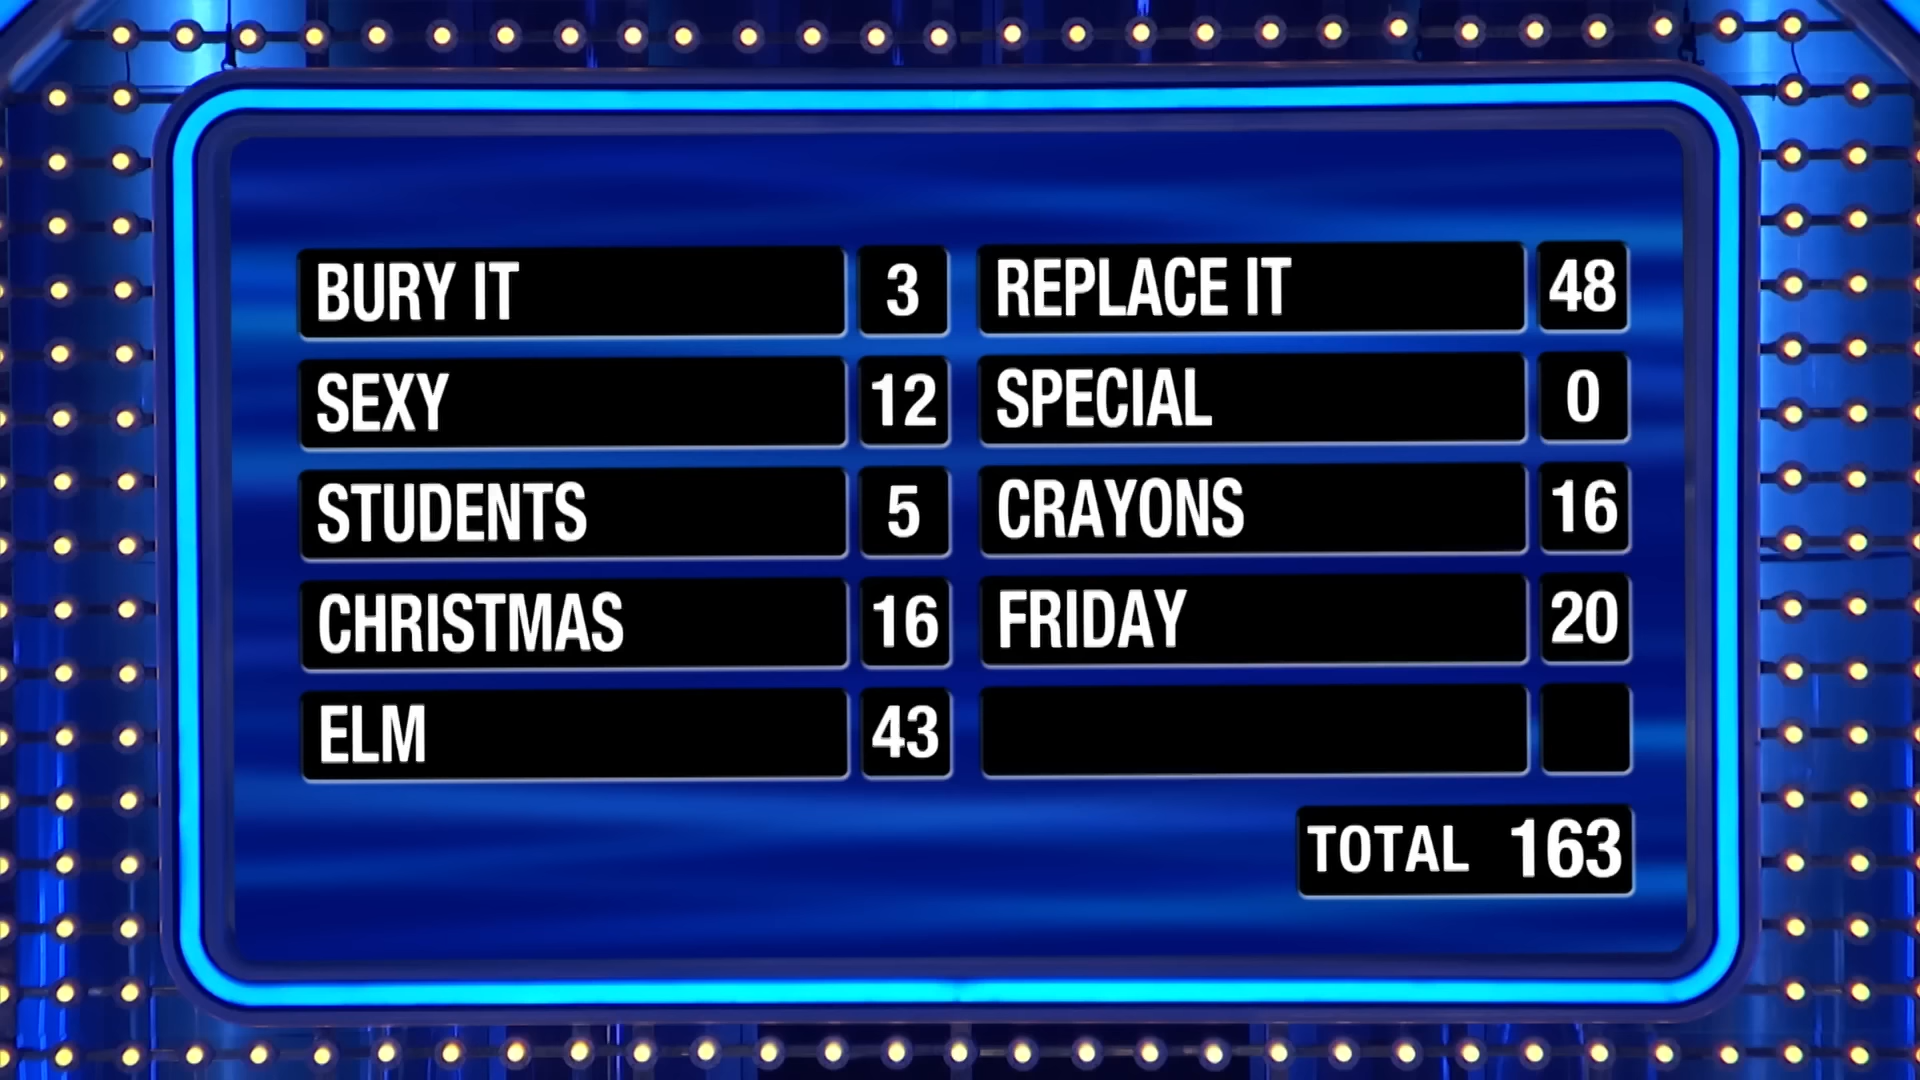 BURY IT 3
SEXY 12
STUDENTS 5
CHRISTMAS 16
ELM 43
REPLACE IT 48
SPECIAL 0
CRAYONS 16
FRIDAY 20
TOTAL 163